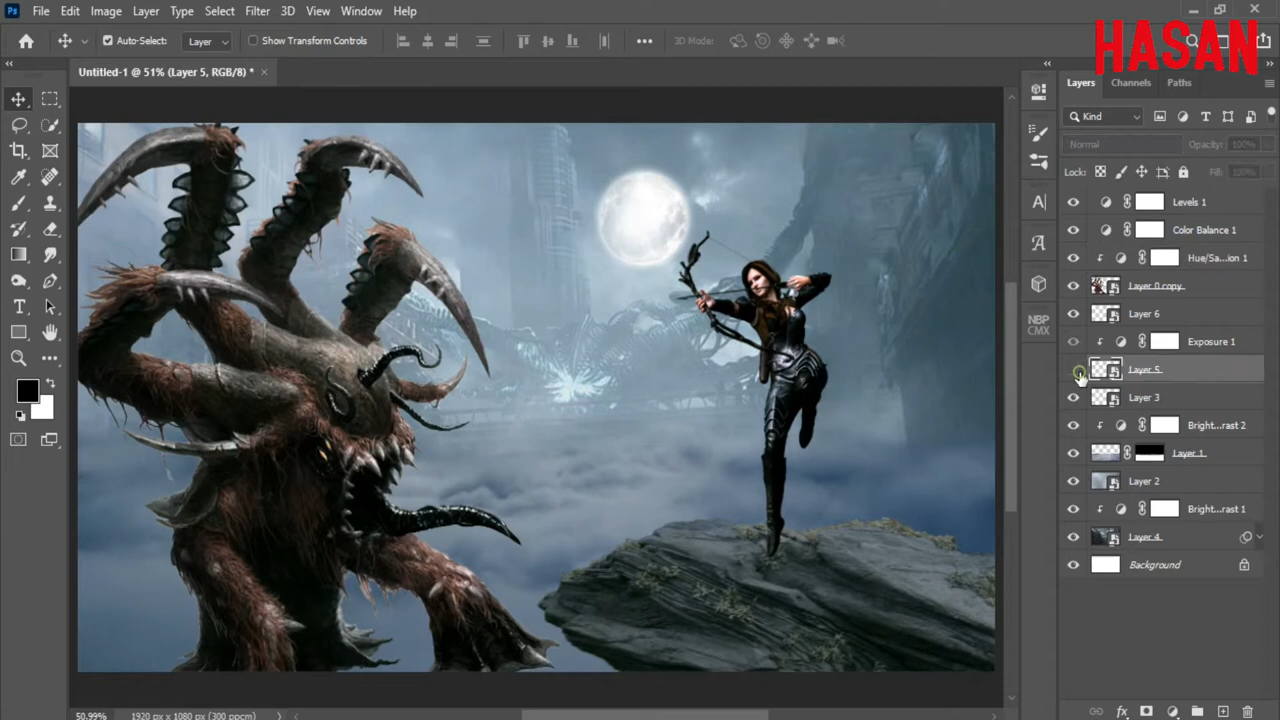 Ps File Edit Image Layer Type Select Filter 3D View Window Help
HASAN
Auto-Select: Layer Show Transform Controls 3D Mode:
Untitled-1 @ 51% (Layer 5, RGB/8) *
Layers Channels Paths
Kind
Normal Opacity: 100%
Lock: Fill: 100%
Levels 1
Color Balance 1
Hue/Sa...ion 1
Layer 0 copy
Layer 6
NBP
CMX
Exposure 1
Layer 5
Layer 3
Bright...rast 2
Layer 1
Layer 2
Bright...rast 1
Layer 4
Background
50.99% 1920 px x 1080 px (300 ppcm)